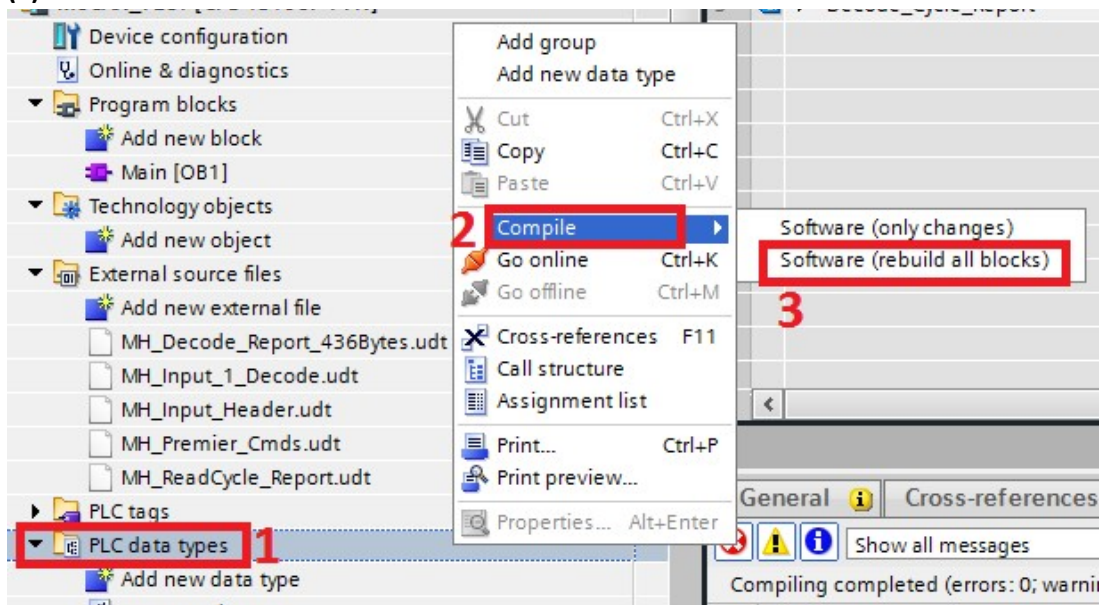 Device configuration
Online & diagnostics
Program blocks
Add new block
Main [OB1]
Technology objects
Add new object
External source files
Add new external file
MH_Decode_Report_436Bytes.udt
MH_Input_1_Decode.udt
MH_Input_Header.udt
MH_Premier_Cmds.udt
MH_ReadCycle_Report.udt
PLC tags
PLC data types 1
Add new data type
Add group
Add new data type
Cut Ctrl+X
Copy Ctrl+C
Paste Ctrl+V
2 Compile
Go online Ctrl+K
Go offline Ctrl+M
Cross-references F11
Call structure
Assignment list
Print... Ctrl+P
Print preview...
Properties... Alt+Enter
Software (only changes)
Software (rebuild all blocks)
3
General Cross-references
Show all messages
Compiling completed (errors: 0; warni